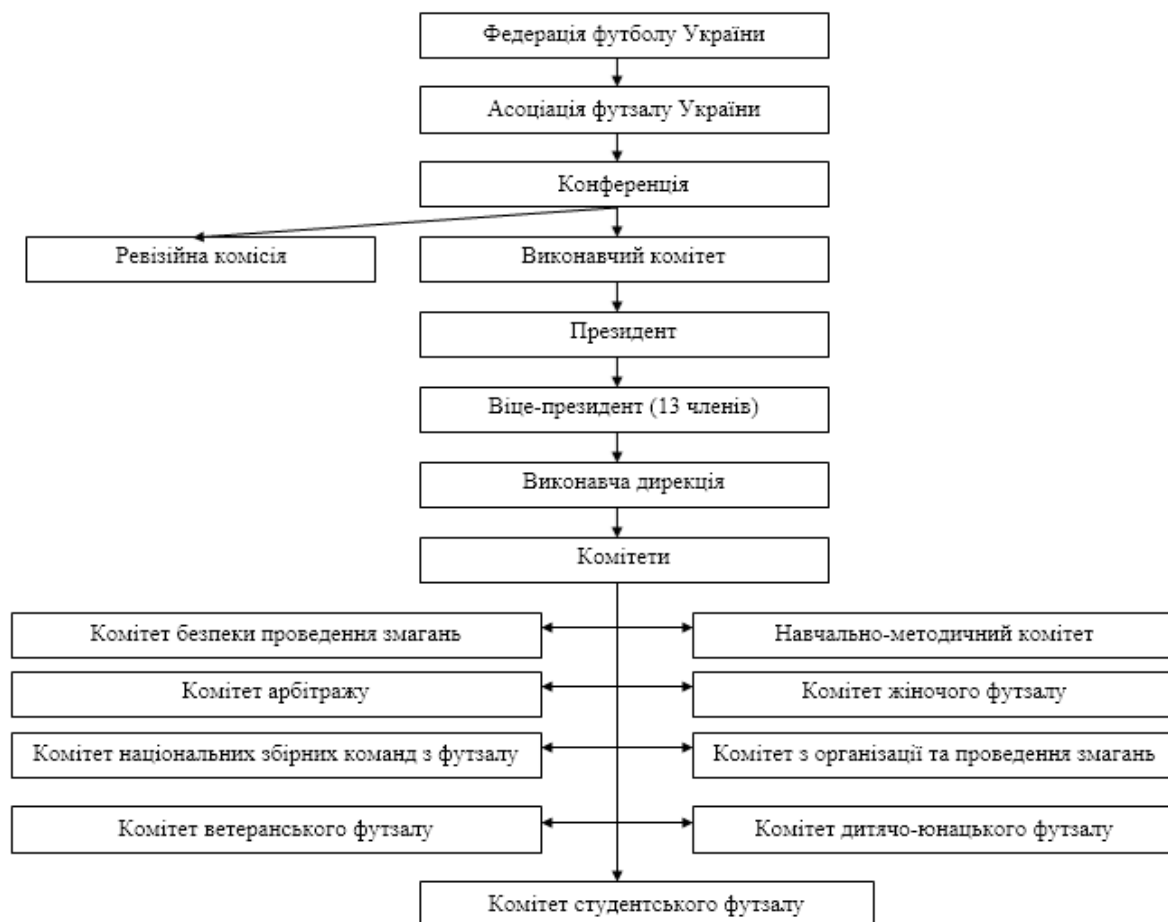 Федерація футболу України
Асоціація футзалу України
Конференція
Ревізійна комісія
Виконавчий комітет
Президент
Віце-президент (13 членів)
Виконавча дирекція
Комітети
Комітет безпеки проведення змагань
Навчально-методичний комітет
Комітет арбітражу
Комітет жіночого футзалу
Комітет національних збірних команд з футзалу
Комітет з організації та проведення змагань
Комітет ветеранського футзалу
Комітет дитячо-юнацького футзалу
Комітет студентського футзалу